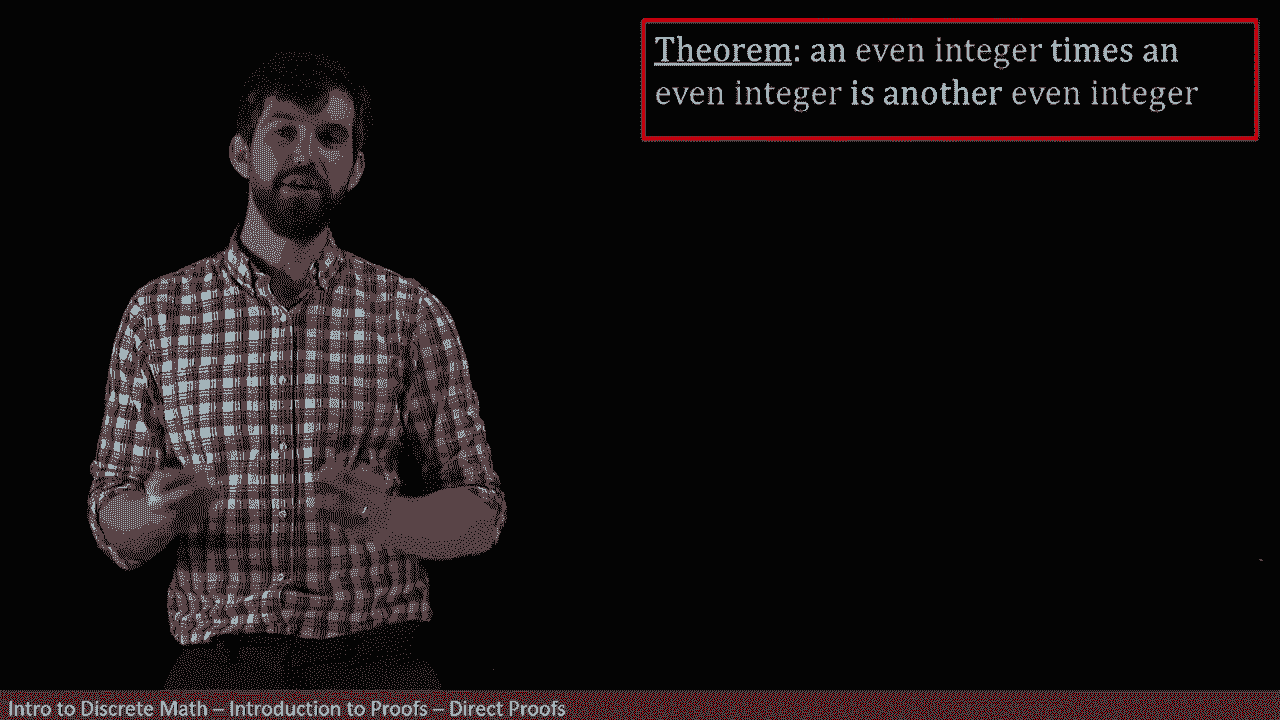 Theorem: an even integer times an
even integer is another even integer
Intro to Discrete Math – Introduction to Proofs – Direct Proofs